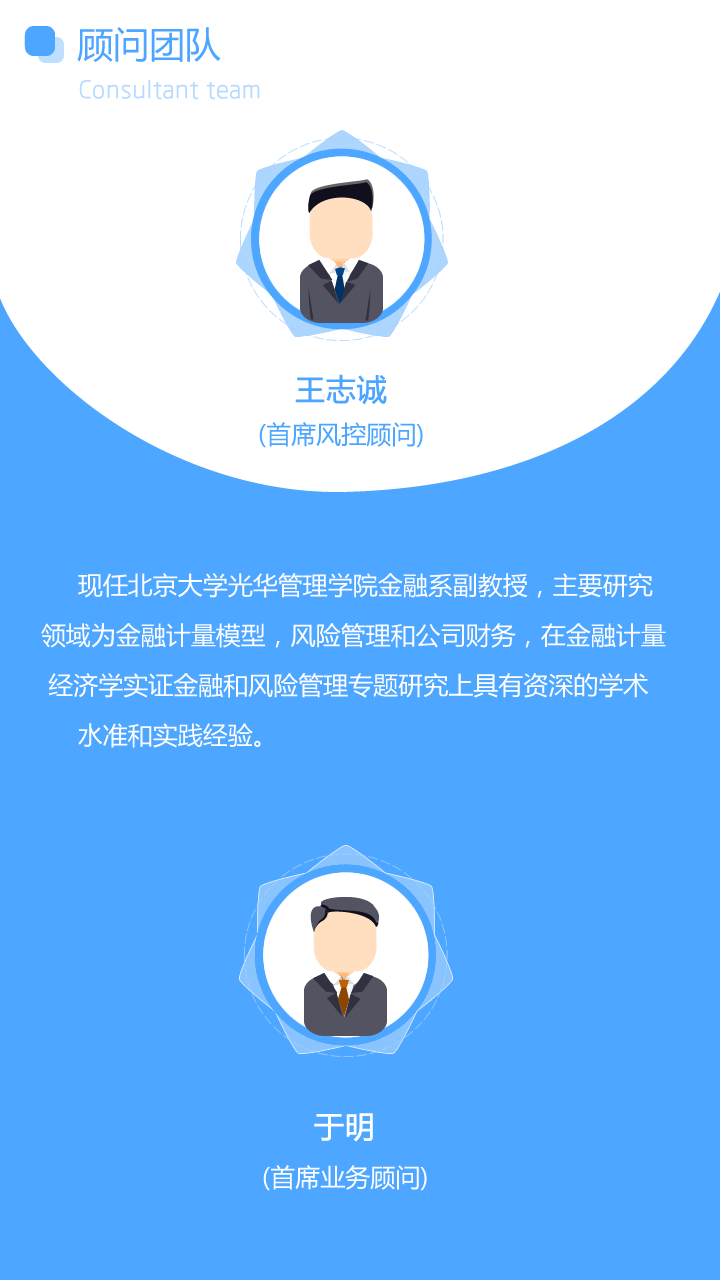 顾问团队
Consultant team
王志诚
(首席风控顾问)
现任北京大学光华管理学院金融系副教授，主要研究
领域为金融计量模型，风险管理和公司财务，在金融计量
经济学实证金融和风险管理专题研究上具有资深的学术
水准和实践经验。
于明
(首席业务顾问)